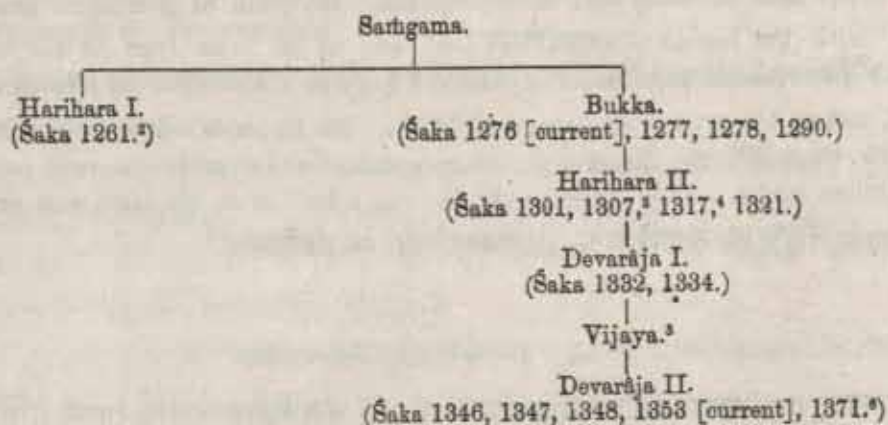 Saṁgama.
Harihara I.
(Śaka 1261.²)
Bukka.
(Śaka 1276 [current], 1277, 1278, 1290.)
Harihara II.
(Śaka 1301, 1307,³ 1317,⁴ 1321.)
Devarâja I.
(Śaka 1332, 1334.)
Vijaya.⁵
Devarâja II.
(Śaka 1346, 1347, 1348, 1353 [current], 1371.⁶)